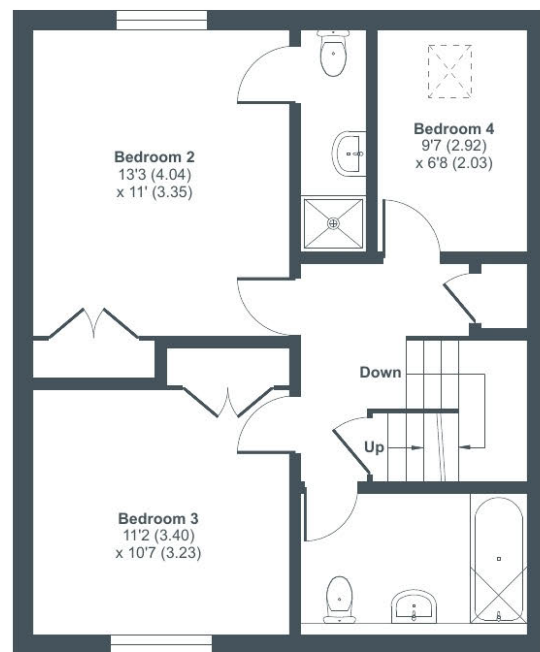 Bedroom 2
13'3 (4.04)
x 11' (3.35)
Bedroom 4
9'7 (2.92)
x 6'8 (2.03)
Down
Up
Bedroom 3
11'2 (3.40)
x 10'7 (3.23)